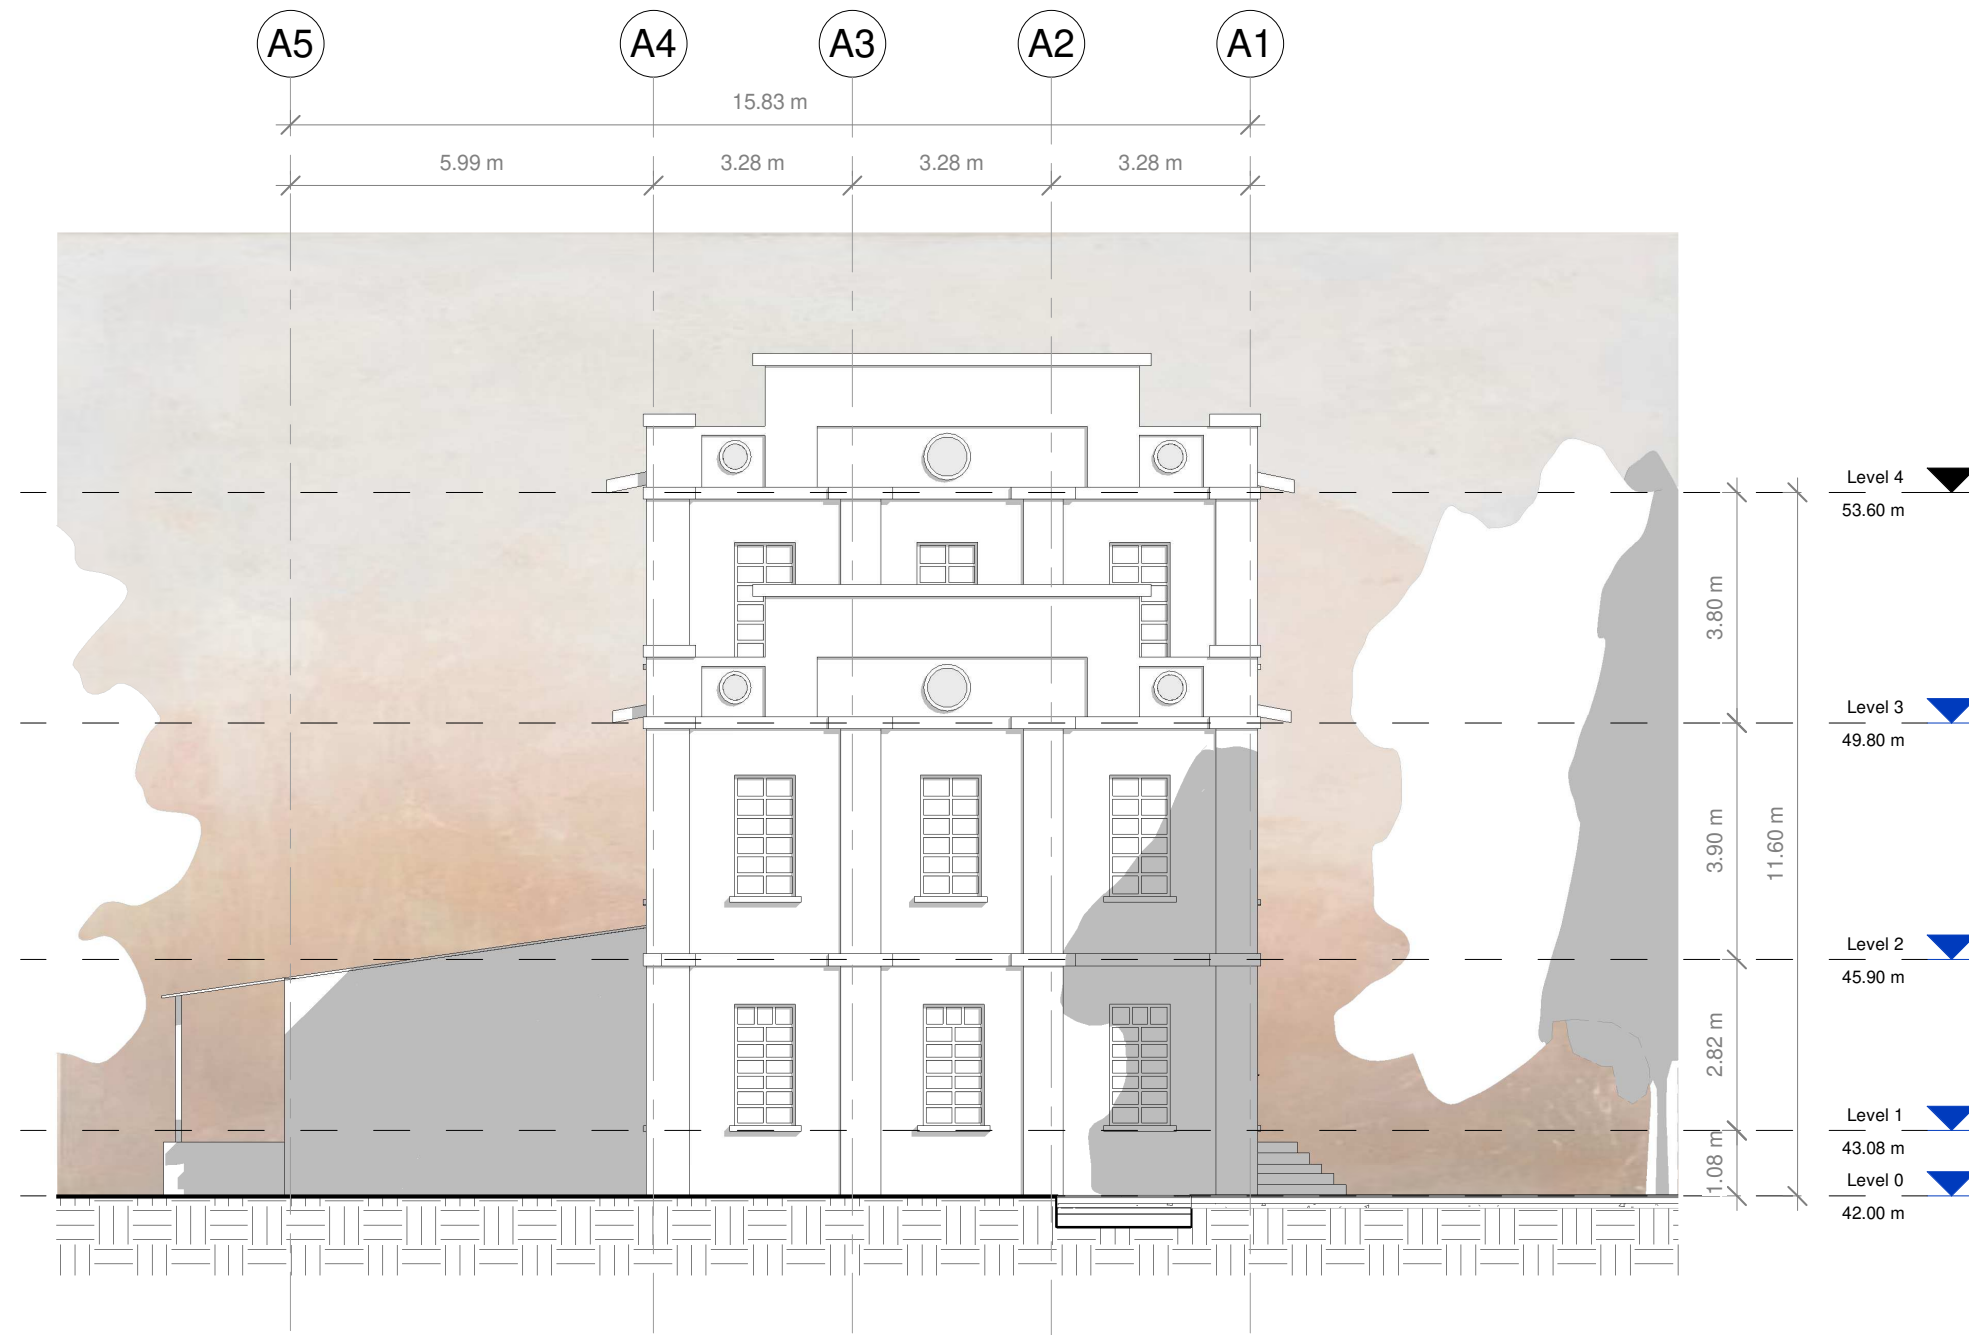 A5 A4 A3 A2 A1
15.83 m
5.99 m 3.28 m 3.28 m 3.28 m
Level 4
53.60 m
3.80 m
Level 3
49.80 m
3.90 m
11.60 m
Level 2
45.90 m
2.82 m
Level 1
43.08 m
1.08 m
Level 0
42.00 m